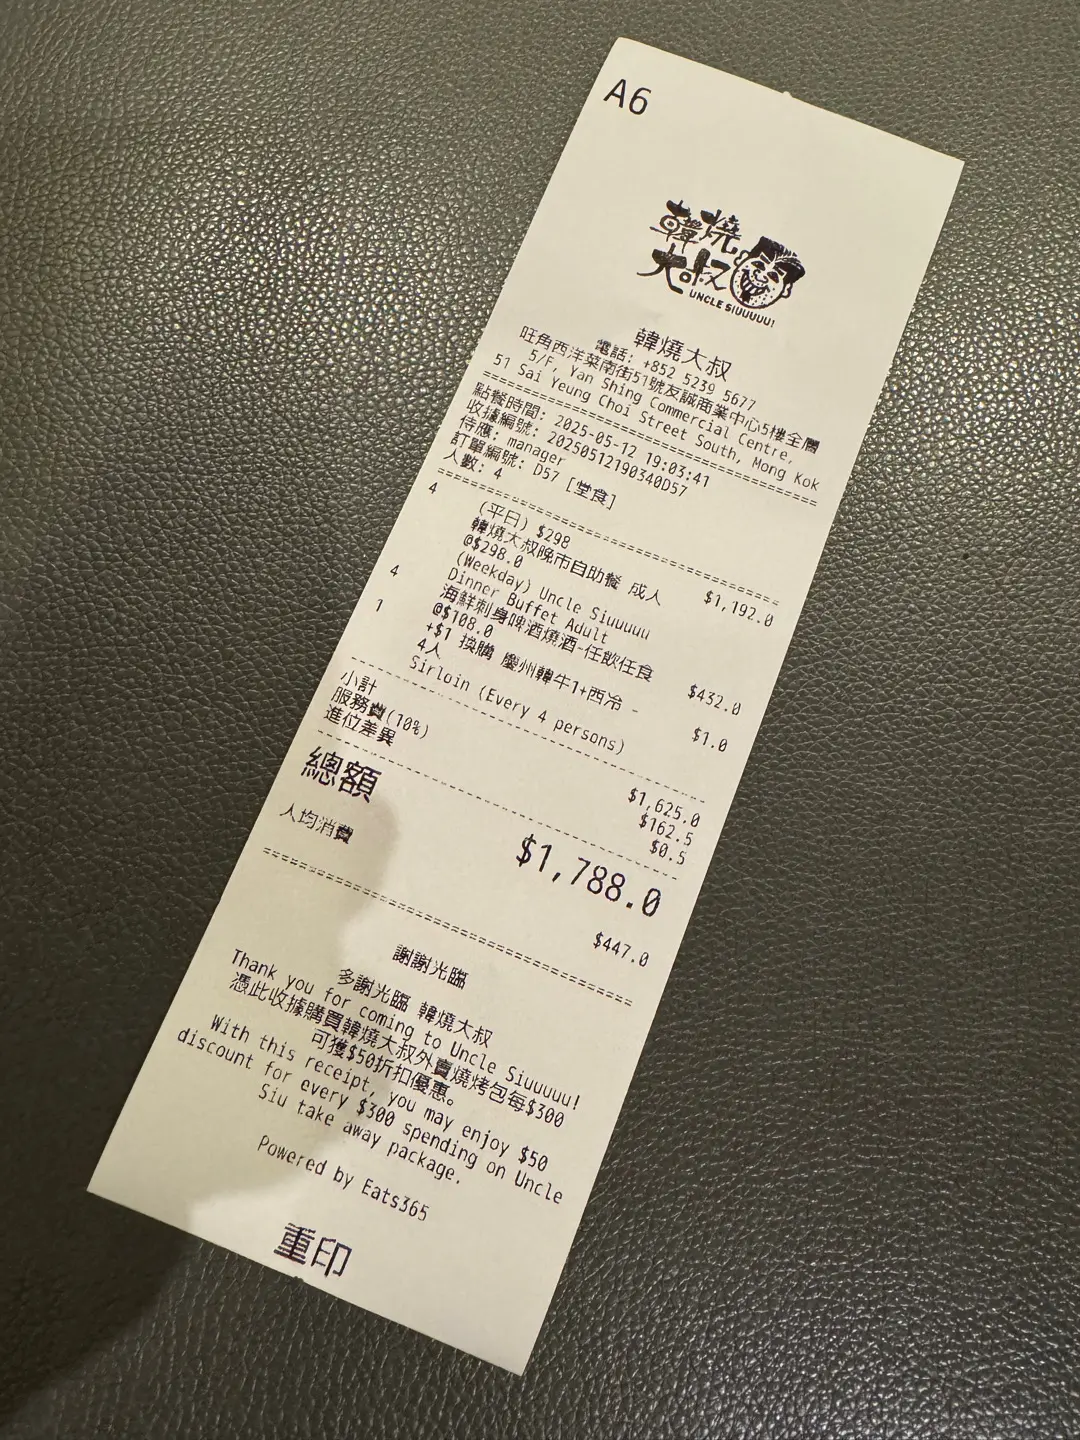 A6
韓燒
大叔
UNCLE SIUUUUU!
韓燒大叔
電話: +852 5239 5677
旺角西洋菜南街51號友誠商業中心5樓全層
5/F, Yan Shing Commercial Centre,
51 Sai Yeung Choi Street South, Mong Kok
點餐時間: 2025-05-12 19:03:41
收據編號: 20250512190340D57
侍應: manager
訂單編號: D57 [堂食]
人數: 4
4 (平日) $298
韓燒大叔晚市自助餐 成人 $1,192.0
@$298.0
(Weekday) Uncle Siuuuuu
Dinner Buffet Adult
4 海鮮刺身啤酒燒酒-任飲任食 $432.0
@$108.0
1 +$1 換購 慶州韓牛1+西冷 _ $1.0
4人
Sirloin (Every 4 persons)
小計 $1,625.0
服務費(10%) $162.5
進位差異 $0.5
總額 $1,788.0
人均消費 $447.0
謝謝光臨
多謝光臨 韓燒大叔
Thank you for coming to Uncle Siuuuuu!
憑此收據購買韓燒大叔外賣燒烤包每$300
可獲$50折扣優惠。
With this receipt, you may enjoy $50
discount for every $300 spending on Uncle
Siu take away package.
Powered by Eats365
重印